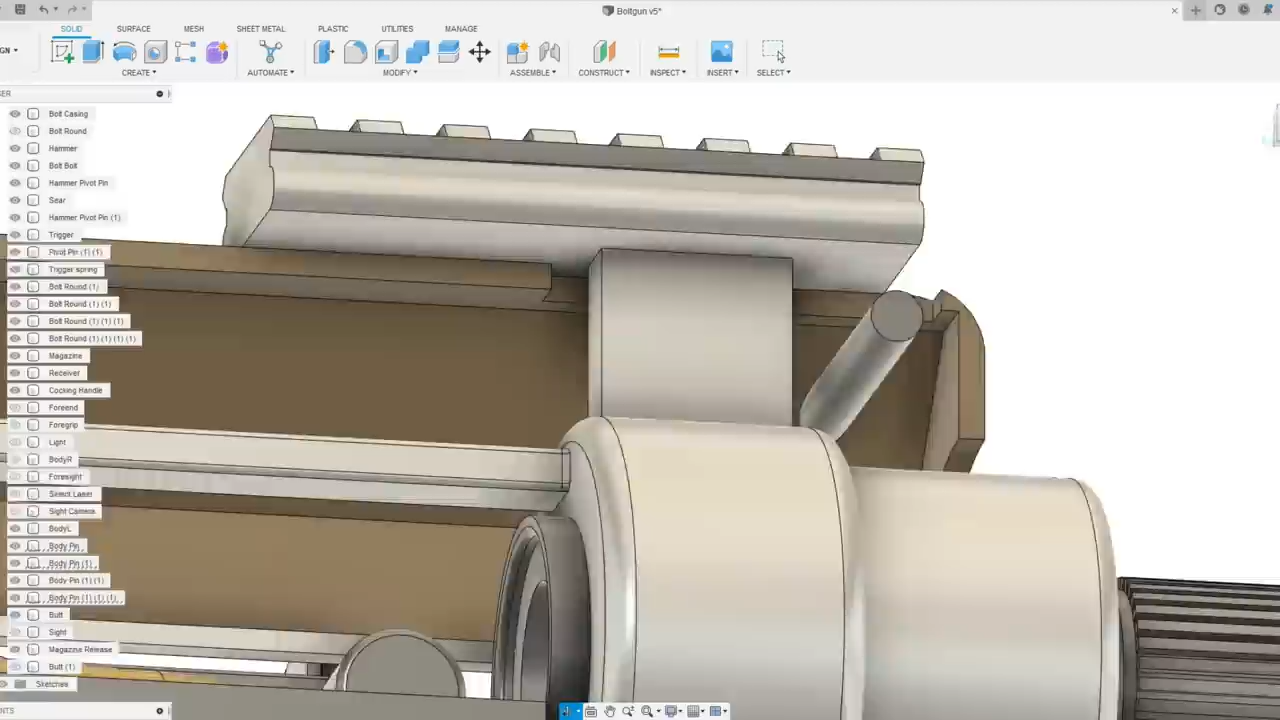 Boltgun v5*
SOLID SURFACE MESH SHEET METAL PLASTIC UTILITIES MANAGE
GN
CREATE AUTOMATE MODIFY ASSEMBLE CONSTRUCT INSPECT INSERT SELECT
SER
Bolt Casing
Bolt Round
Hammer
Bolt Bolt
Hammer Pivot Pin
Sear
Hammer Pivot Pin (1)
Trigger
Pivot Pin (1) (1)
Trigger spring
Bolt Round (1)
Bolt Round (1) (1)
Bolt Round (1) (1) (1)
Bolt Round (1) (1) (1) (1)
Magazine
Receiver
Cocking Handle
Foreend
Foregrip
Light
BodyR
Foresight
Select Laser
Sight Camera
BodyL
Body Pin
Body Pin (1)
Body Pin (1) (1)
Body Pin (1) (1) (1)
Butt
Sight
Magazine Release
Butt (1)
Sketches
NTS